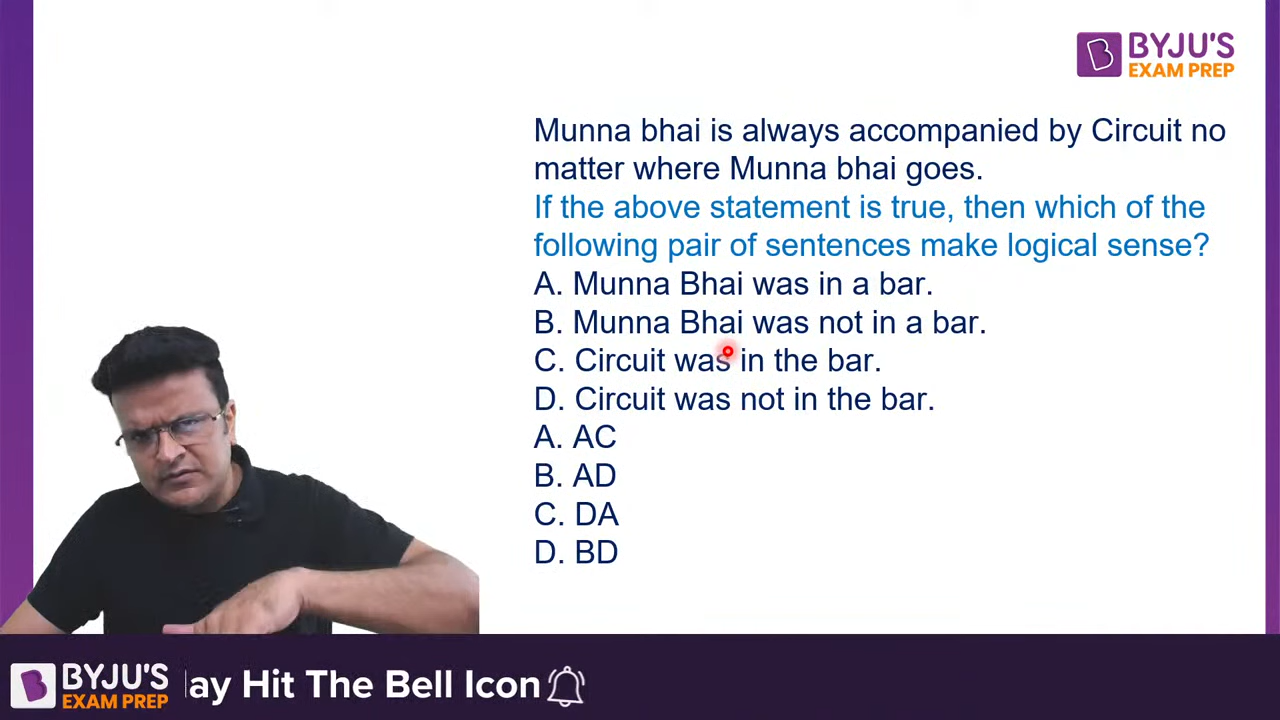 BYJU'S
EXAM PREP
Munna bhai is always accompanied by Circuit no
matter where Munna bhai goes.
If the above statement is true, then which of the
following pair of sentences make logical sense?
A. Munna Bhai was in a bar.
B. Munna Bhai was not in a bar.
C. Circuit was in the bar.
D. Circuit was not in the bar.
A. AC
B. AD
C. DA
D. BD
BYJU'S
EXAM PREP
ay Hit The Bell Icon